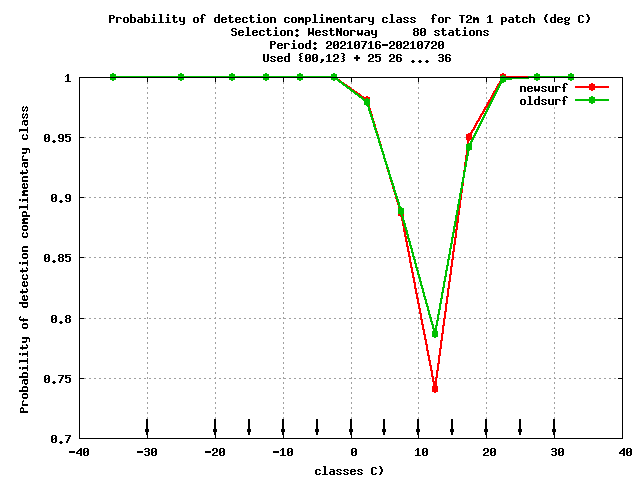 Probability of detection complimentary class  for T2m 1 patch (deg C)
Selection: WestNorway     80 stations
Period: 20210716-20210720
Used {00,12} + 25 26 ... 36
newsurf
oldsurf
Probability of detection complimentary class
1
0.95
0.9
0.85
0.8
0.75
0.7
-40 -30 -20 -10 0 10 20 30 40
classes C)